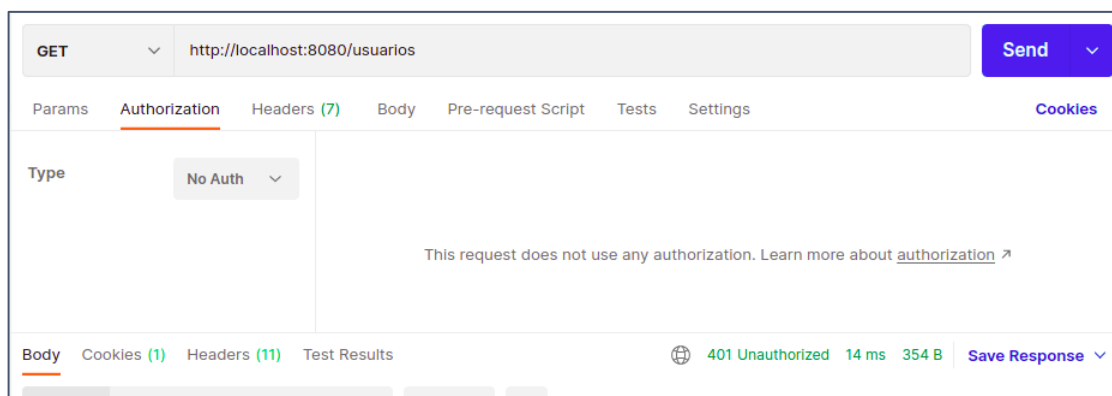 GET http://localhost:8080/usuarios Send
Params Authorization Headers (7) Body Pre-request Script Tests Settings Cookies
Type No Auth
This request does not use any authorization. Learn more about authorization ↗
Body Cookies (1) Headers (11) Test Results 401 Unauthorized 14 ms 354 B Save Response